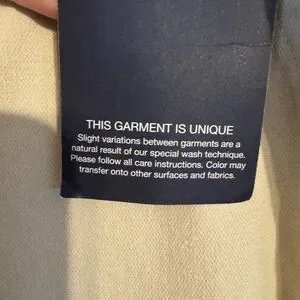 THIS GARMENT IS UNIQUE
Slight variations between garments are a
natural result of our special wash technique.
Please follow all care instructions. Color may
transfer onto other surfaces and fabrics.